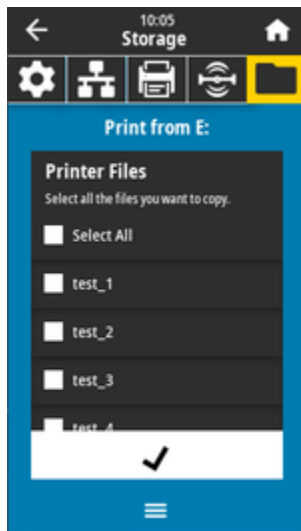 10:05
Storage
Print from E:
Printer Files
Select all the files you want to copy.
Select All
test_1
test_2
test_3
test_4